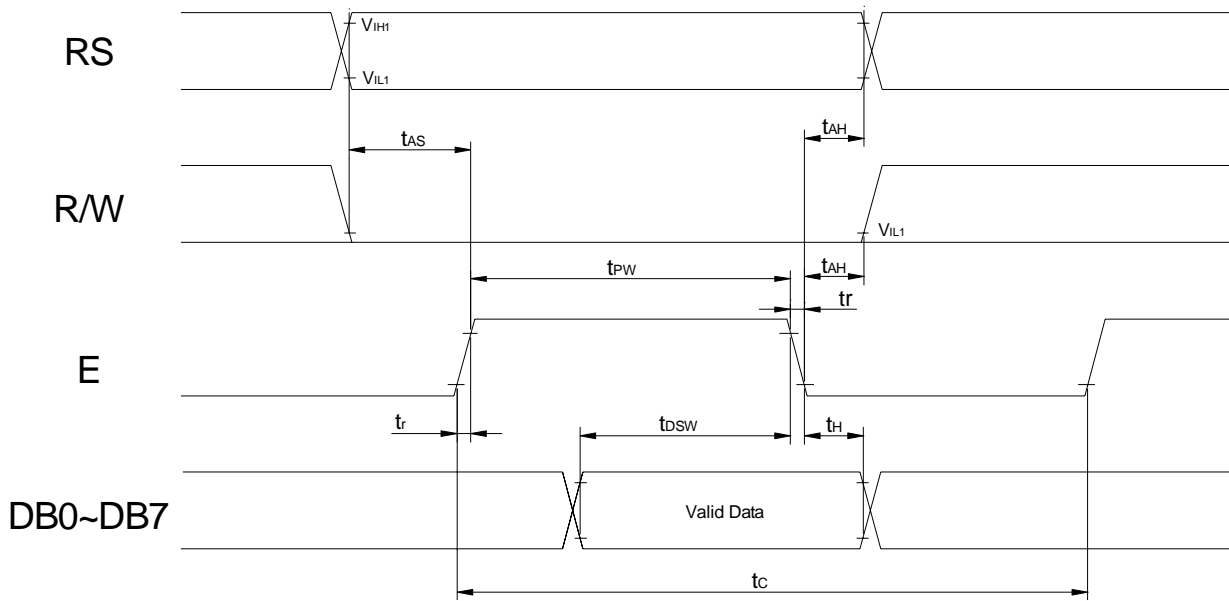 RS
VIH1
VIL1
tAS
tAH
R/W
VIL1
tPW
tAH
tr
E
tr
tDSW
tH
DB0~DB7
Valid Data
tC